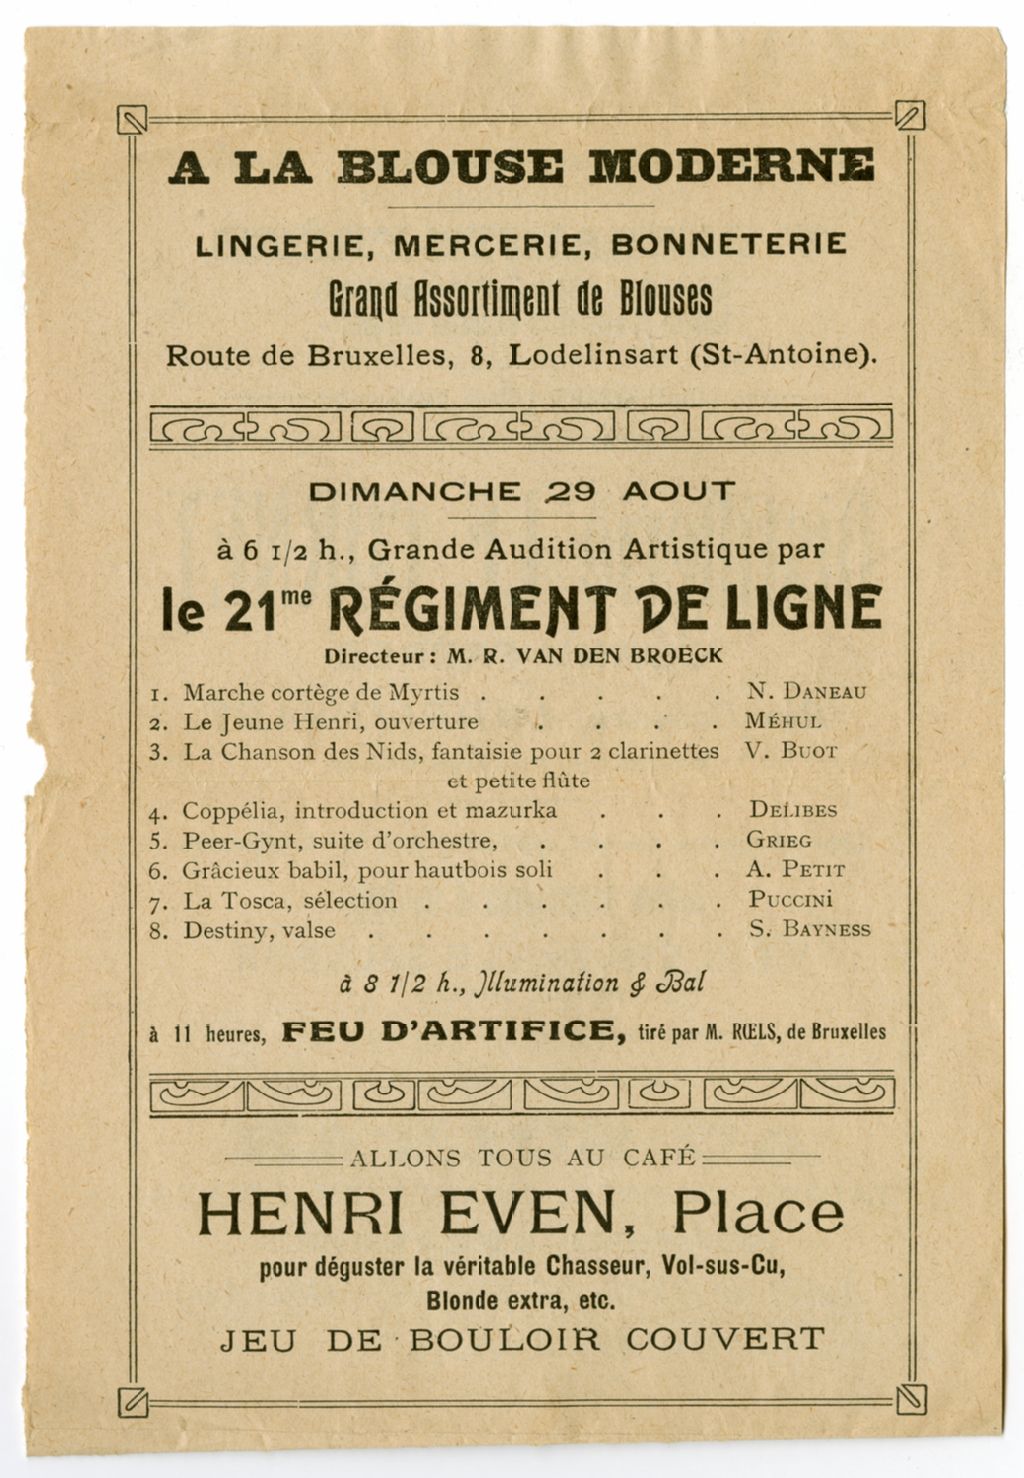 A LA BLOUSE MODERNE
LINGERIE, MERCERIE, BONNETERIE
Grand Assortiment de Blouses
Route de Bruxelles, 8, Lodelinsart (St-Antoine).
DIMANCHE 29 AOUT
à 6 1/2 h., Grande Audition Artistique par
le 21me RÉGIMENT DE LIGNE
Directeur : M. R. VAN DEN BROECK
1. Marche cortège de Myrtis . . . . . N. DANEAU
2. Le Jeune Henri, ouverture . . . . MÉHUL
3. La Chanson des Nids, fantaisie pour 2 clarinettes V. BUOT
et petite flûte
4. Coppélia, introduction et mazurka . . . DELIBES
5. Peer-Gynt, suite d'orchestre, . . . . GRIEG
6. Grâcieux babil, pour hautbois soli . . . A. PETIT
7. La Tosca, sélection . . . . . . PUCCINI
8. Destiny, valse . . . . . . . S. BAYNESS
à 8 1/2 h., Illumination & Bal
à 11 heures, FEU D'ARTIFICE, tiré par M. RŒLS, de Bruxelles
ALLONS TOUS AU CAFÉ
HENRI EVEN, Place
pour déguster la véritable Chasseur, Vol-sus-Cu,
Blonde extra, etc.
JEU DE BOULOIR COUVERT